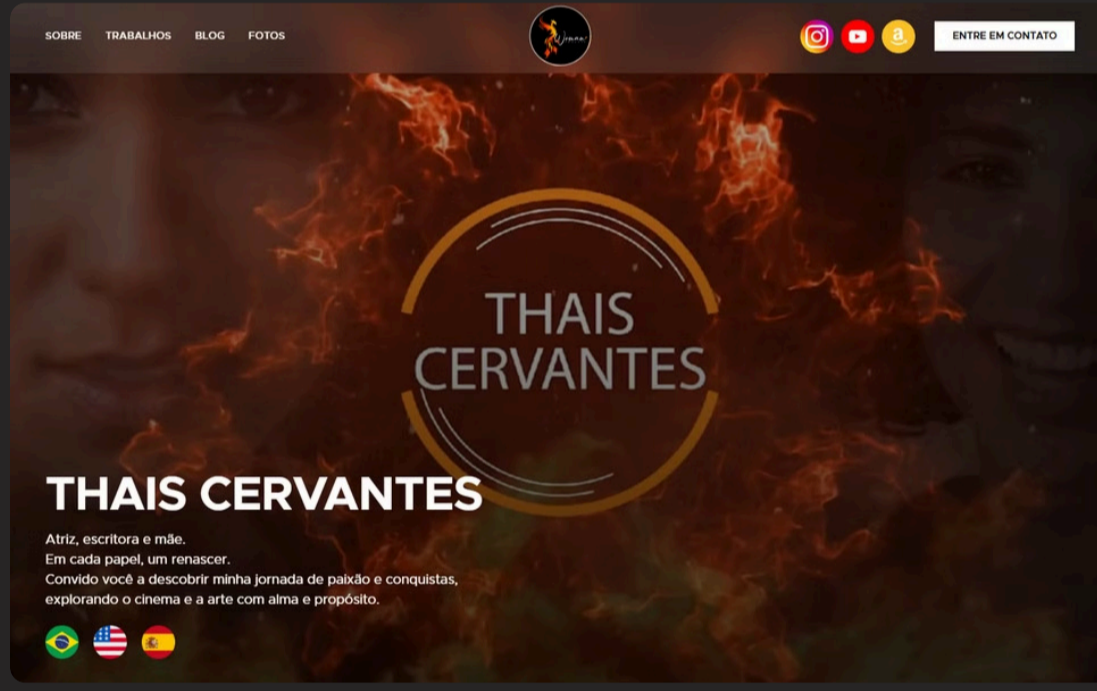 SOBRE TRABALHOS BLOG FOTOS
ENTRE EM CONTATO
THAIS
CERVANTES
THAIS CERVANTES
Atriz, escritora e mãe.
Em cada papel, um renascer.
Convido você a descobrir minha jornada de paixão e conquistas,
explorando o cinema e a arte com alma e propósito.